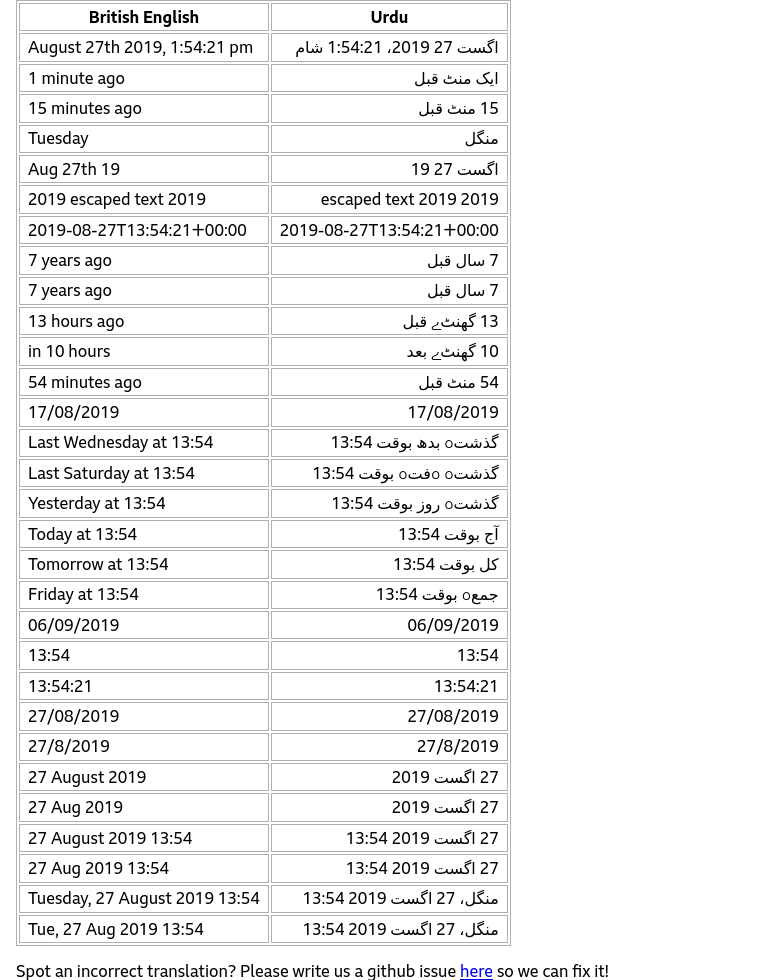 British English Urdu
August 27th 2019, 1:54:21 pm اگست 27 2019، 1:54:21 شام
1 minute ago ایک منٹ قبل
15 minutes ago 15 منٹ قبل
Tuesday منگل
Aug 27th 19 اگست 27 19
2019 escaped text 2019 2019 escaped text 2019
2019-08-27T13:54:21+00:00 2019-08-27T13:54:21+00:00
7 years ago 7 سال قبل
7 years ago 7 سال قبل
13 hours ago 13 گھنٹے قبل
in 10 hours 10 گھنٹے بعد
54 minutes ago 54 منٹ قبل
17/08/2019 17/08/2019
Last Wednesday at 13:54 گذشتہ بدھ بوقت 13:54
Last Saturday at 13:54 گذشتہ ہفتہ بوقت 13:54
Yesterday at 13:54 گذشتہ روز بوقت 13:54
Today at 13:54 آج بوقت 13:54
Tomorrow at 13:54 کل بوقت 13:54
Friday at 13:54 جمعہ بوقت 13:54
06/09/2019 06/09/2019
13:54 13:54
13:54:21 13:54:21
27/08/2019 27/08/2019
27/8/2019 27/8/2019
27 August 2019 27 اگست 2019
27 Aug 2019 27 اگست 2019
27 August 2019 13:54 27 اگست 2019 13:54
27 Aug 2019 13:54 27 اگست 2019 13:54
Tuesday, 27 August 2019 13:54 منگل، 27 اگست 2019 13:54
Tue, 27 Aug 2019 13:54 منگل، 27 اگست 2019 13:54
Spot an incorrect translation? Please write us a github issue here so we can fix it!